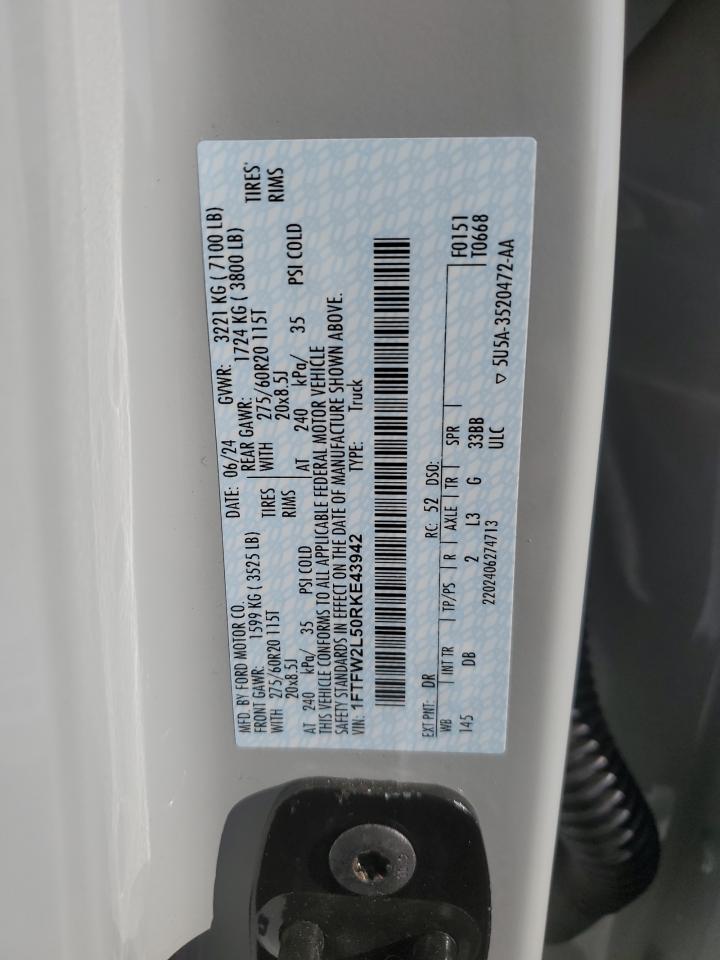 MFD. BY FORD MOTOR CO. DATE: 06/24 GVWR: 3221 KG ( 7100 LB)
FRONT GAWR: 1599 KG ( 3525 LB) REAR GAWR: 1724 KG ( 3800 LB)
WITH 275/60R20 115T TIRES WITH 275/60R20 115T TIRES
20x8.5J RIMS 20x8.5J RIMS
AT 240 kPa/ 35 PSI COLD AT 240 kPa/ 35 PSI COLD
THIS VEHICLE CONFORMS TO ALL APPLICABLE FEDERAL MOTOR VEHICLE
SAFETY STANDARDS IN EFFECT ON THE DATE OF MANUFACTURE SHOWN ABOVE.
VIN: 1FTFW2L50RKE43942 TYPE: Truck
EXT PNT: DR RC: 52 DSO: F0151
WB INT TR TP/PS R AXLE TR SPR T0668
145 DB 2 L3 G 33BB
2202406274713 ULC ▽ 5U5A-3520472-AA